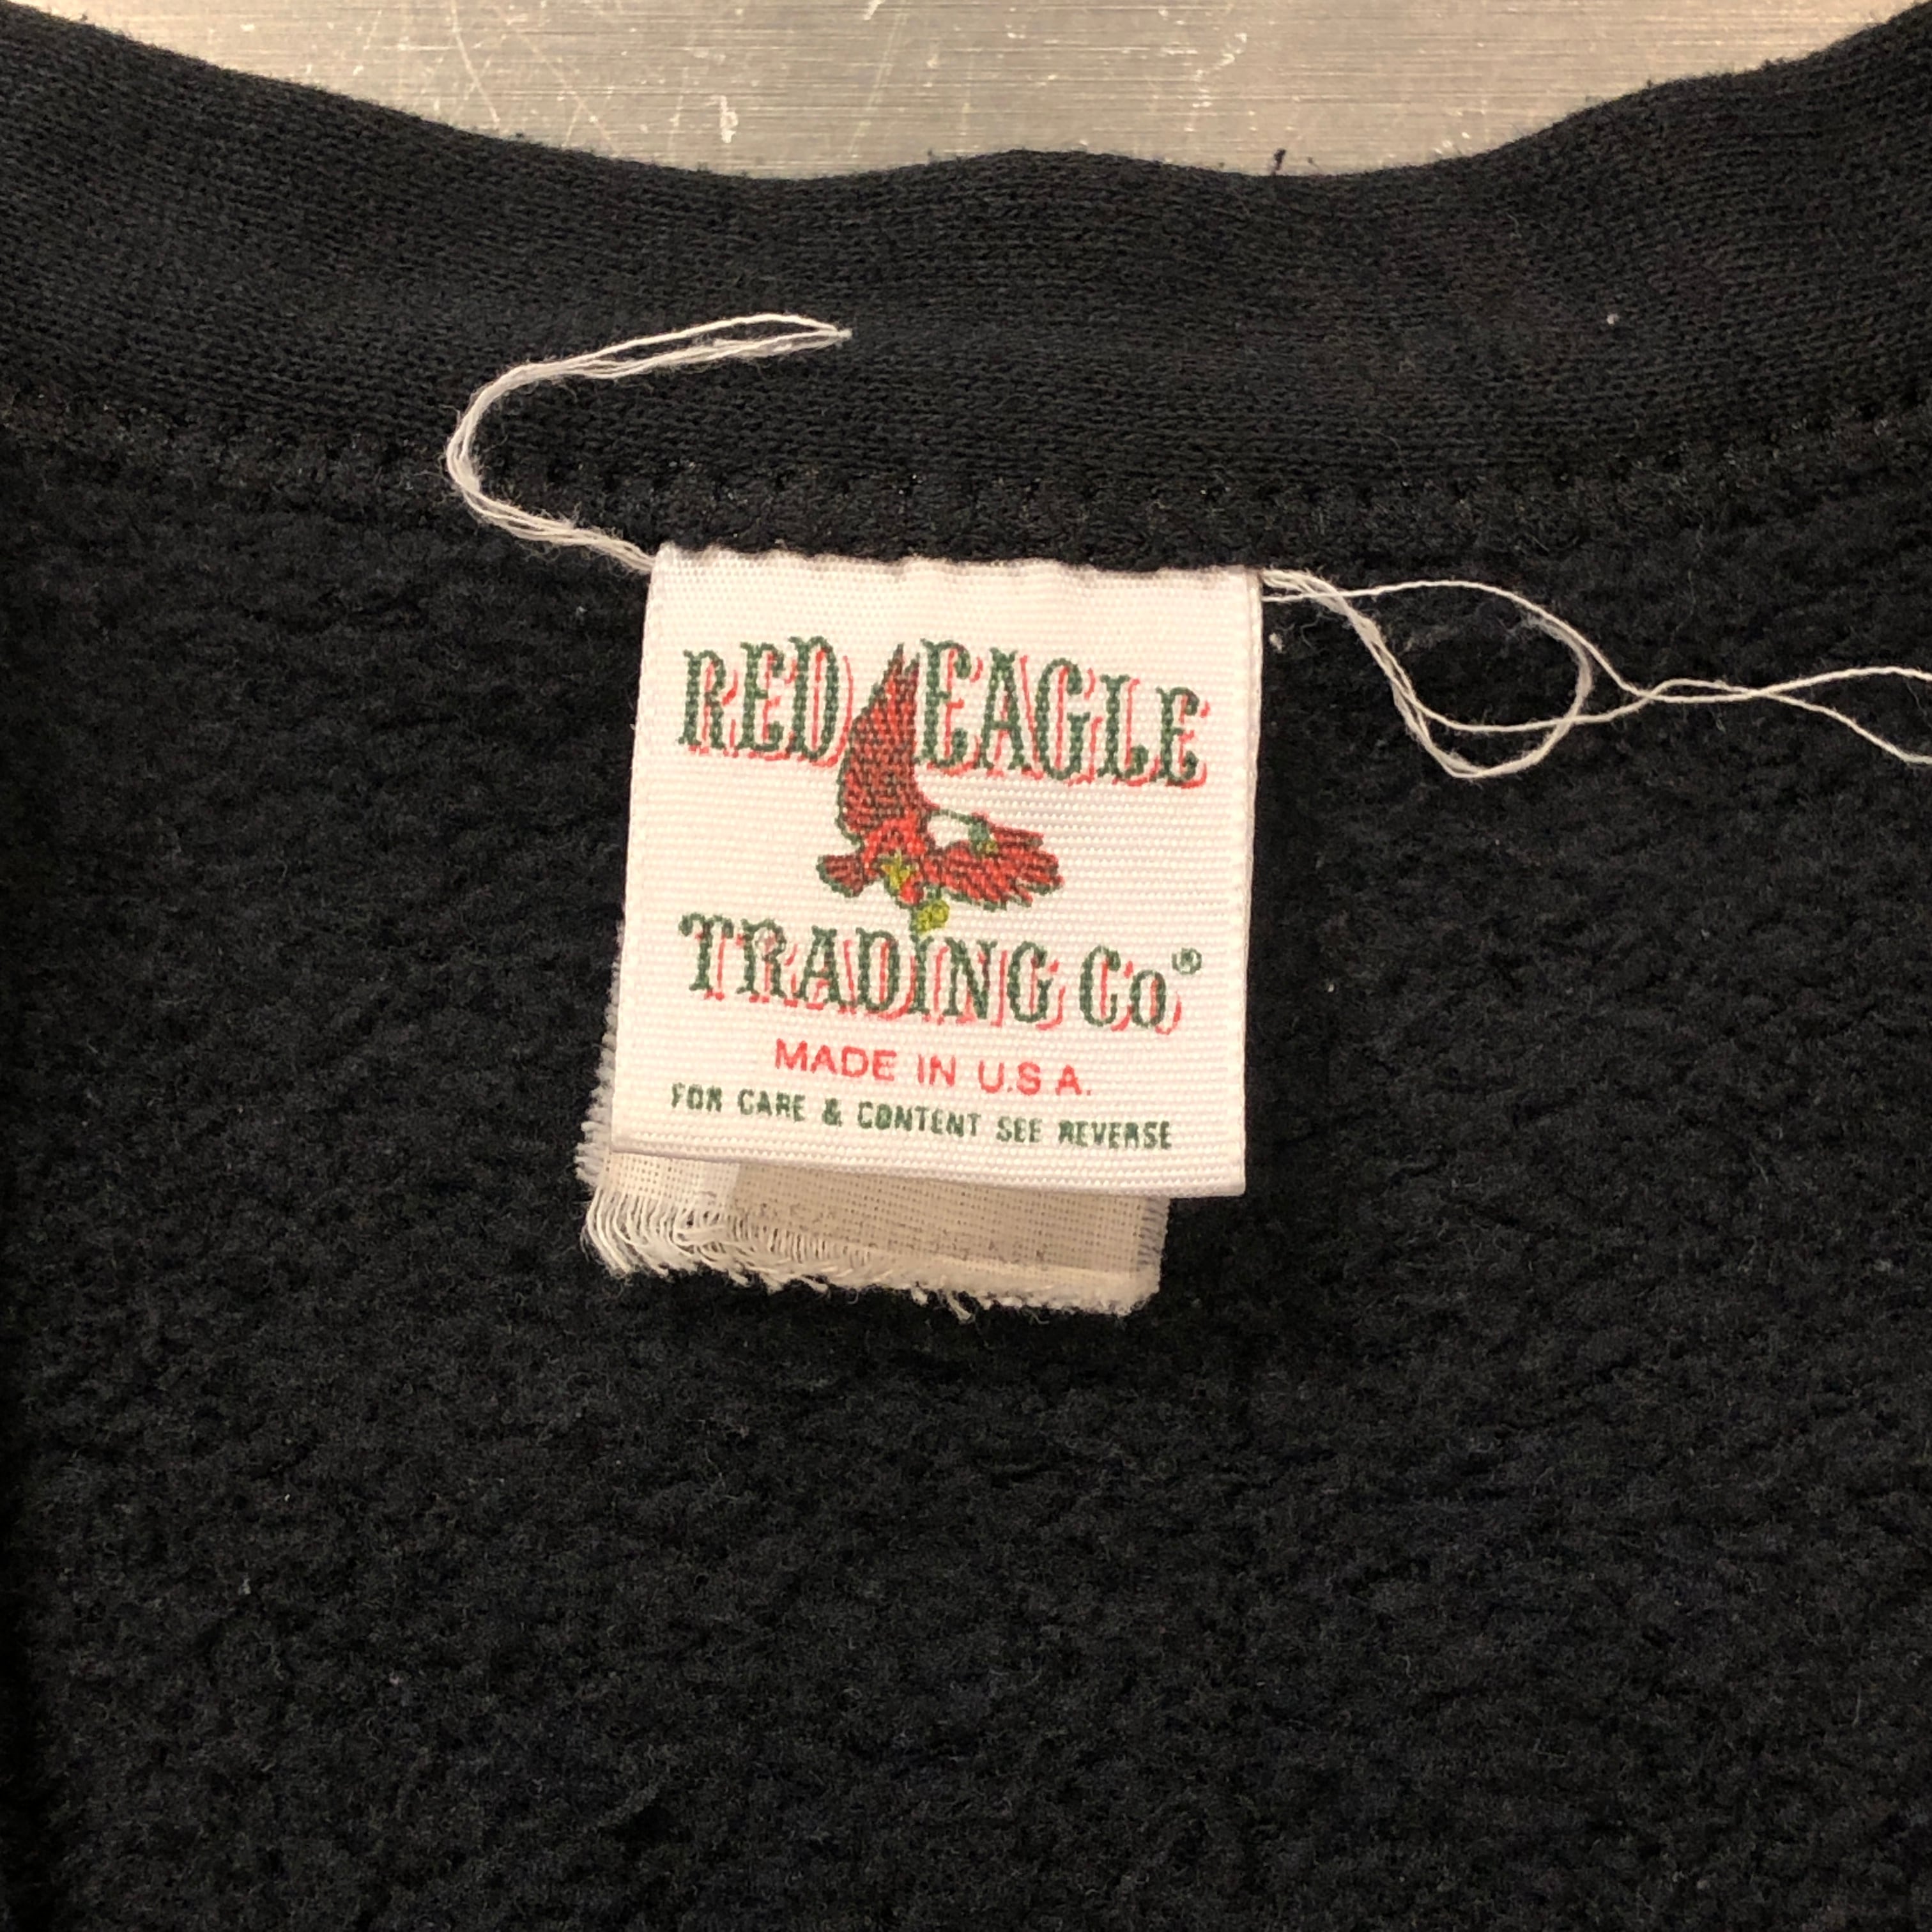 RED EAGLE
TRADING Co®
MADE IN U.S A.
FOR CARE & CONTENT SEE REVERSE